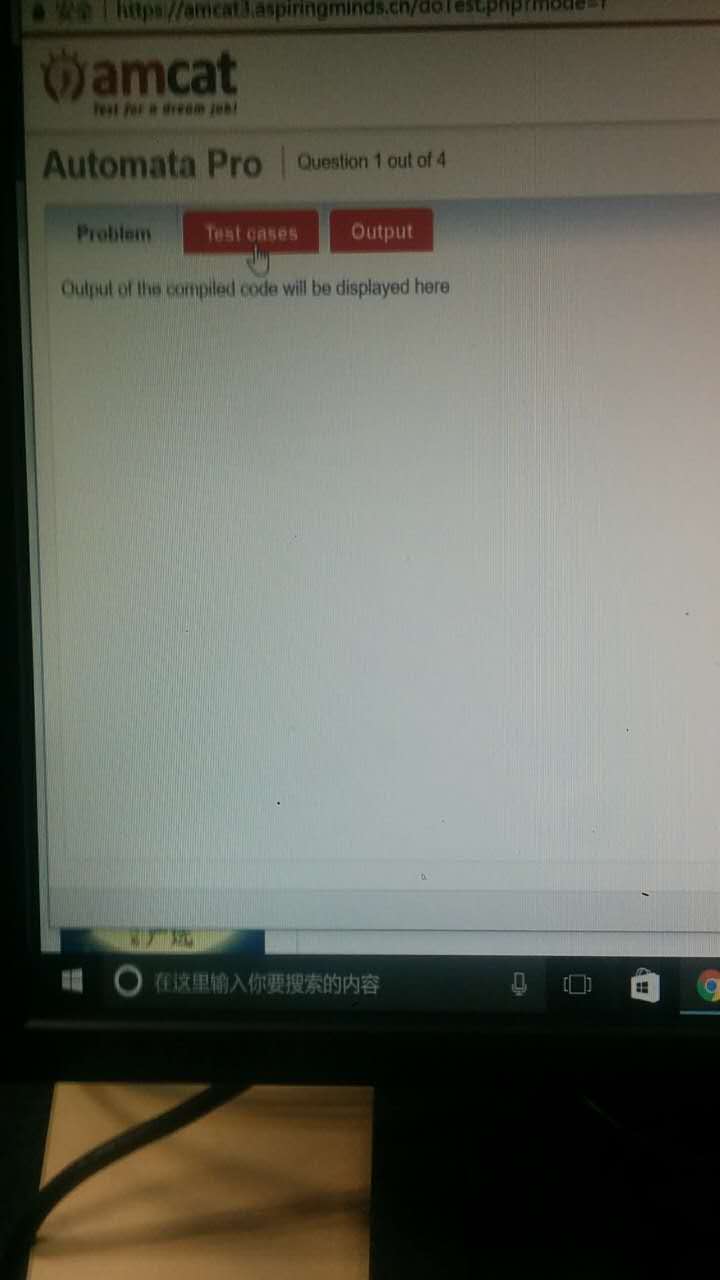 安全 https://amcat3.aspiringminds.cn/doTest.php?mode=1
amcat
Test for a dream job!
Automata Pro Question 1 out of 4
Problem Test cases Output
Output of the compiled code will be displayed here
在这里输入你要搜索的内容